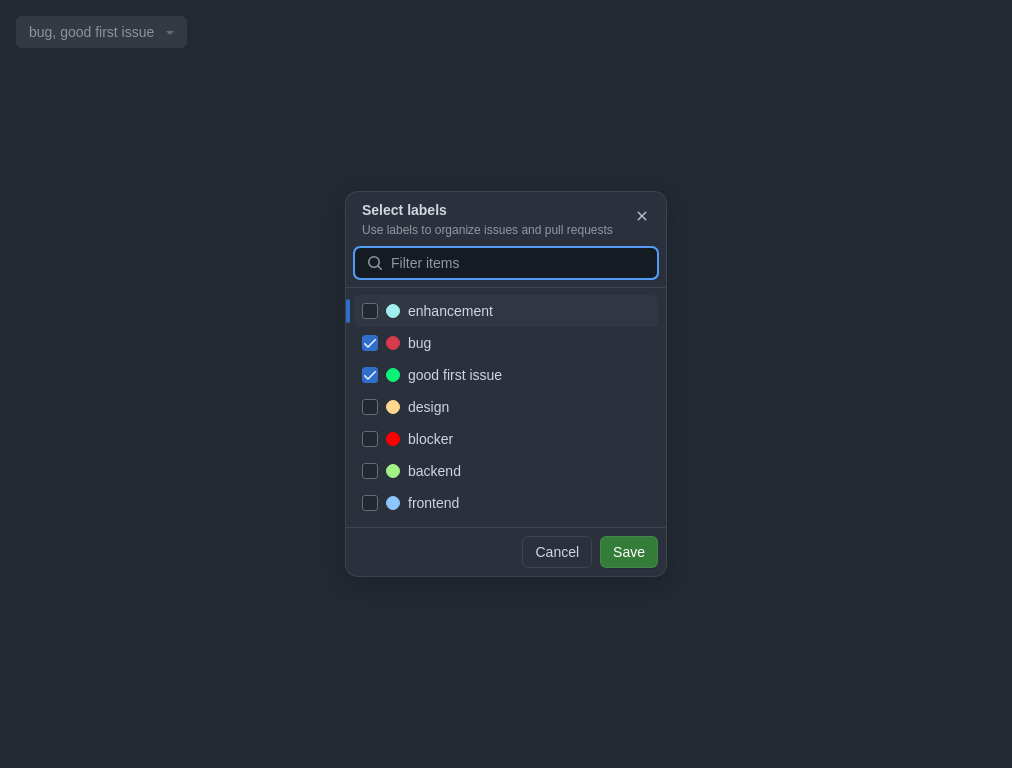 bug, good first issue
Select labels
Use labels to organize issues and pull requests
Filter items
enhancement
bug
good first issue
design
blocker
backend
frontend
Cancel Save